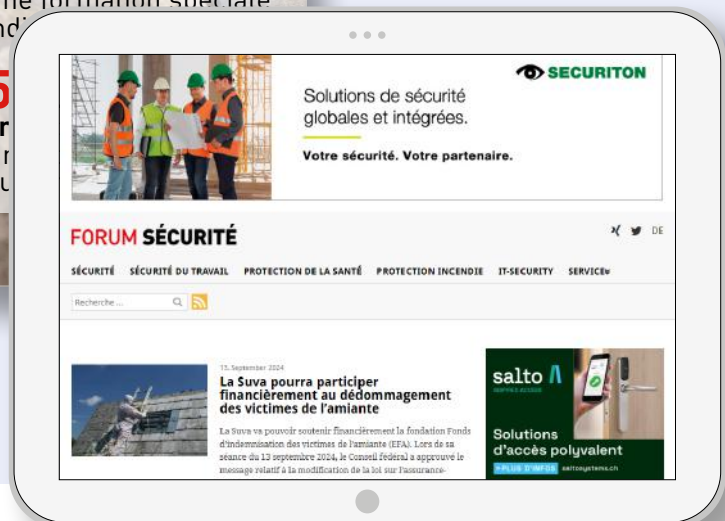 ne formation spéciale
SECURITON
Solutions de sécurité
globales et intégrées.
Votre sécurité. Votre partenaire.
FORUM SÉCURITÉ
DE
SÉCURITÉ SÉCURITÉ DU TRAVAIL PROTECTION DE LA SANTÉ PROTECTION INCENDIE IT-SECURITY SERVICE
Recherche ...
13. September 2024
La Suva pourra participer
financièrement au dédommagement
des victimes de l'amiante
La Suva va pouvoir soutenir financièrement la fondation Fonds
d'indemnisation des victimes de l'amiante (EFA). Lors de sa
séance du 13 septembre 2024, le Conseil fédéral a approuvé le
message relatif à la modification de la loi sur l'assurance-
salto
Solutions
d'accès polyvalent
+PLUS D'INFOS saltosystems.ch